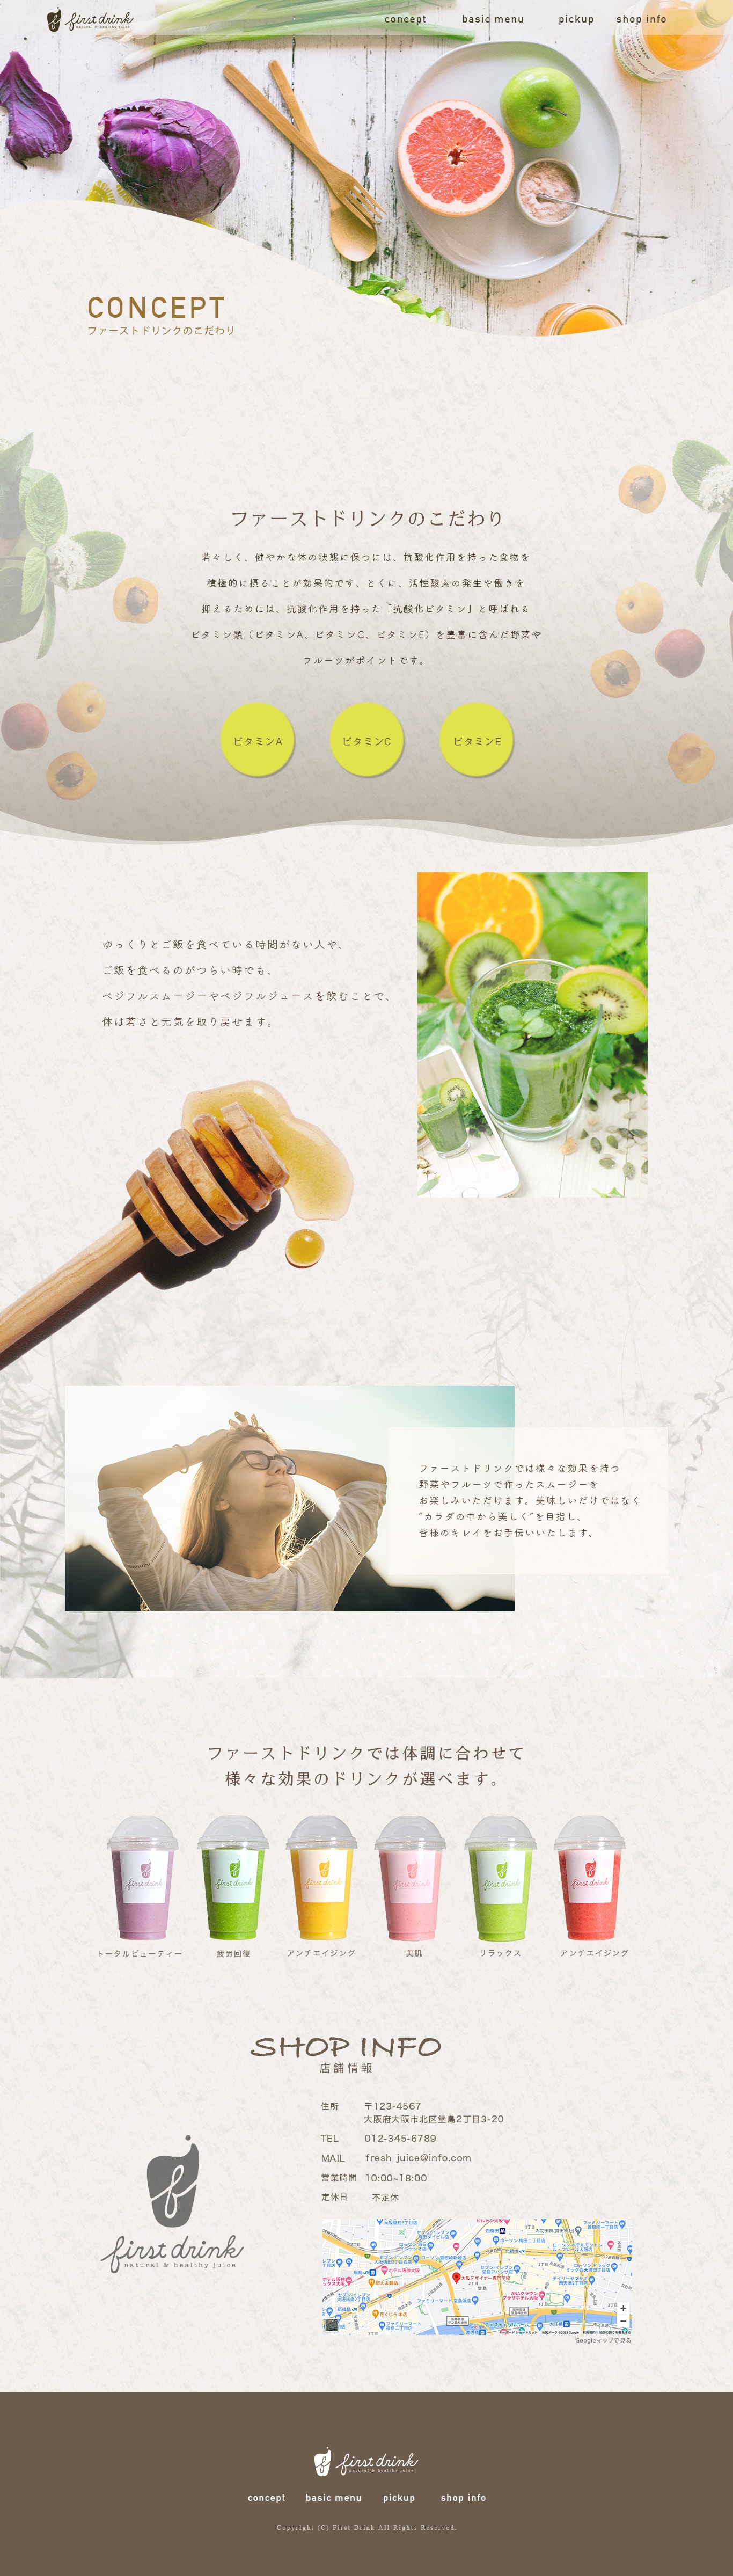 first drink
natural & healthy juice
concept
basic menu
pickup
shop info
CONCEPT
ファーストドリンクのこだわり
ファーストドリンクのこだわり
若々しく、健やかな体の状態に保つには、抗酸化作用を持った食物を
積極的に摂ることが効果的です、とくに、活性酸素の発生や働きを
抑えるためには、抗酸化作用を持った「抗酸化ビタミン」と呼ばれる
ビタミン類（ビタミンA、ビタミンC、ビタミンE）を豊富に含んだ野菜や
フルーツがポイントです。
ビタミンA
ビタミンC
ビタミンE
ゆっくりとご飯を食べている時間がない人や、
ご飯を食べるのがつらい時でも、
ベジフルスムージーやベジフルジュースを飲むことで、
体は若さと元気を取り戻せます。
ファーストドリンクでは様々な効果を持つ
野菜やフルーツで作ったスムージーを
お楽しみいただけます。美味しいだけではなく
"カラダの中から美しく"を目指し、
皆様のキレイをお手伝いいたします。
ファーストドリンクでは体調に合わせて
様々な効果のドリンクが選べます。
first drink
first drink
first drink
first drink
first drink
first drink
トータルビューティー
疲労回復
アンチエイジング
美肌
リラックス
アンチエイジング
SHOP INFO
店舗情報
住所 〒123-4567
大阪府大阪市北区堂島2丁目3-20
TEL 012-345-6789
MAIL fresh_juice@info.com
営業時間 10:00~18:00
定休日 不定休
first drink
大阪デザイナー専門学校
Googleマップで見る
first drink
natural & healthy juice
concept
basic menu
pickup
shop info
Copyright (C) First Drink All Rights Reserved.